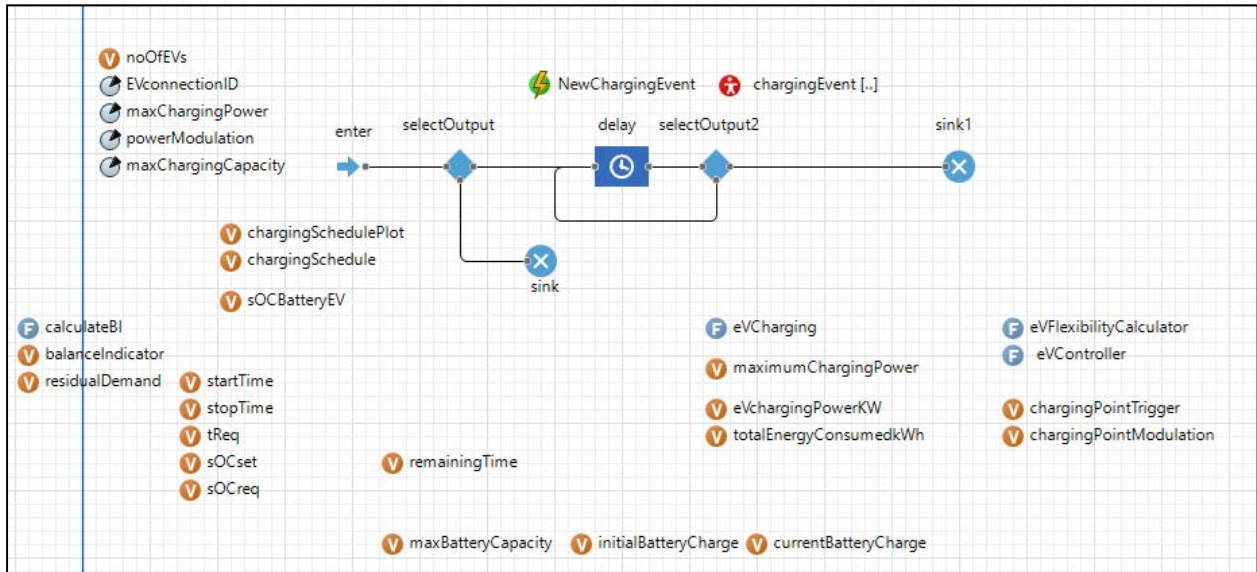 noOfEVs
EVconnectionID
NewChargingEvent chargingEvent [..]
maxChargingPower
powerModulation
enter selectOutput delay selectOutput2 sink1
maxChargingCapacity
chargingSchedulePlot
chargingSchedule
sink
sOCBatteryEV
calculateBI eVCharging eVFlexibilityCalculator
balanceIndicator eVController
residualDemand startTime maximumChargingPower
stopTime eVchargingPowerKW chargingPointTrigger
tReq totalEnergyConsumedkWh chargingPointModulation
sOCset remainingTime
sOCreq
maxBatteryCapacity initialBatteryCharge currentBatteryCharge